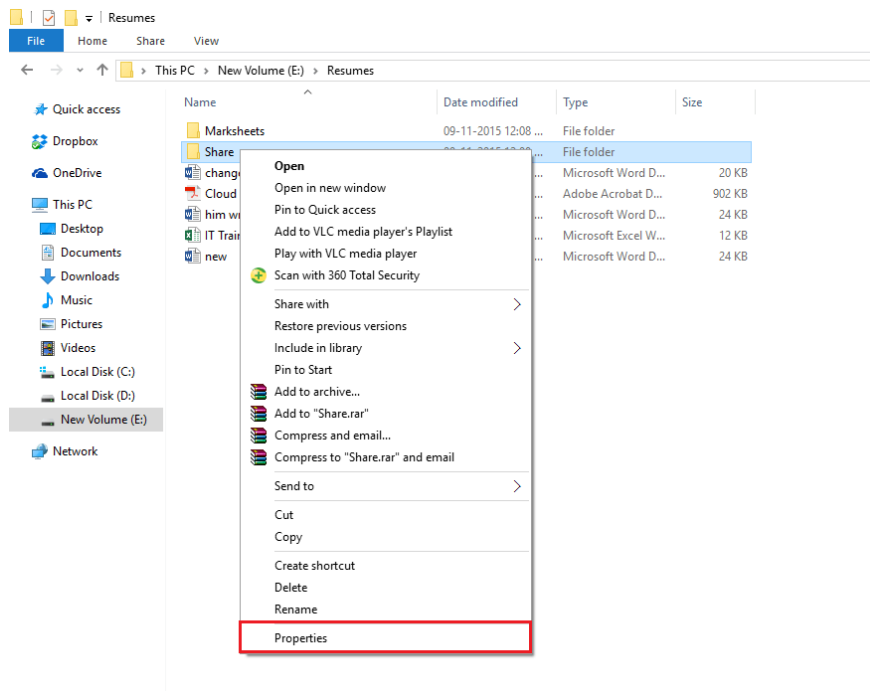 Resumes
File Home Share View
This PC > New Volume (E:) > Resumes
Quick access
Dropbox
OneDrive
This PC
Desktop
Documents
Downloads
Music
Pictures
Videos
Local Disk (C:)
Local Disk (D:)
New Volume (E:)
Network
Name Date modified Type Size
Marksheets 09-11-2015 12:08 ... File folder
Share ... File folder
... Microsoft Word D... 20 KB
Cloud ... Adobe Acrobat D... 902 KB
him ... Microsoft Word D... 24 KB
IT ... Microsoft Excel W... 12 KB
new ... Microsoft Word D... 24 KB
Open
Open in new window
Pin to Quick access
Add to VLC media player's Playlist
Play with VLC media player
Scan with 360 Total Security
Share with
Restore previous versions
Include in library
Pin to Start
Add to archive...
Add to "Share.rar"
Compress and email...
Compress to "Share.rar" and email
Send to
Cut
Copy
Create shortcut
Delete
Rename
Properties